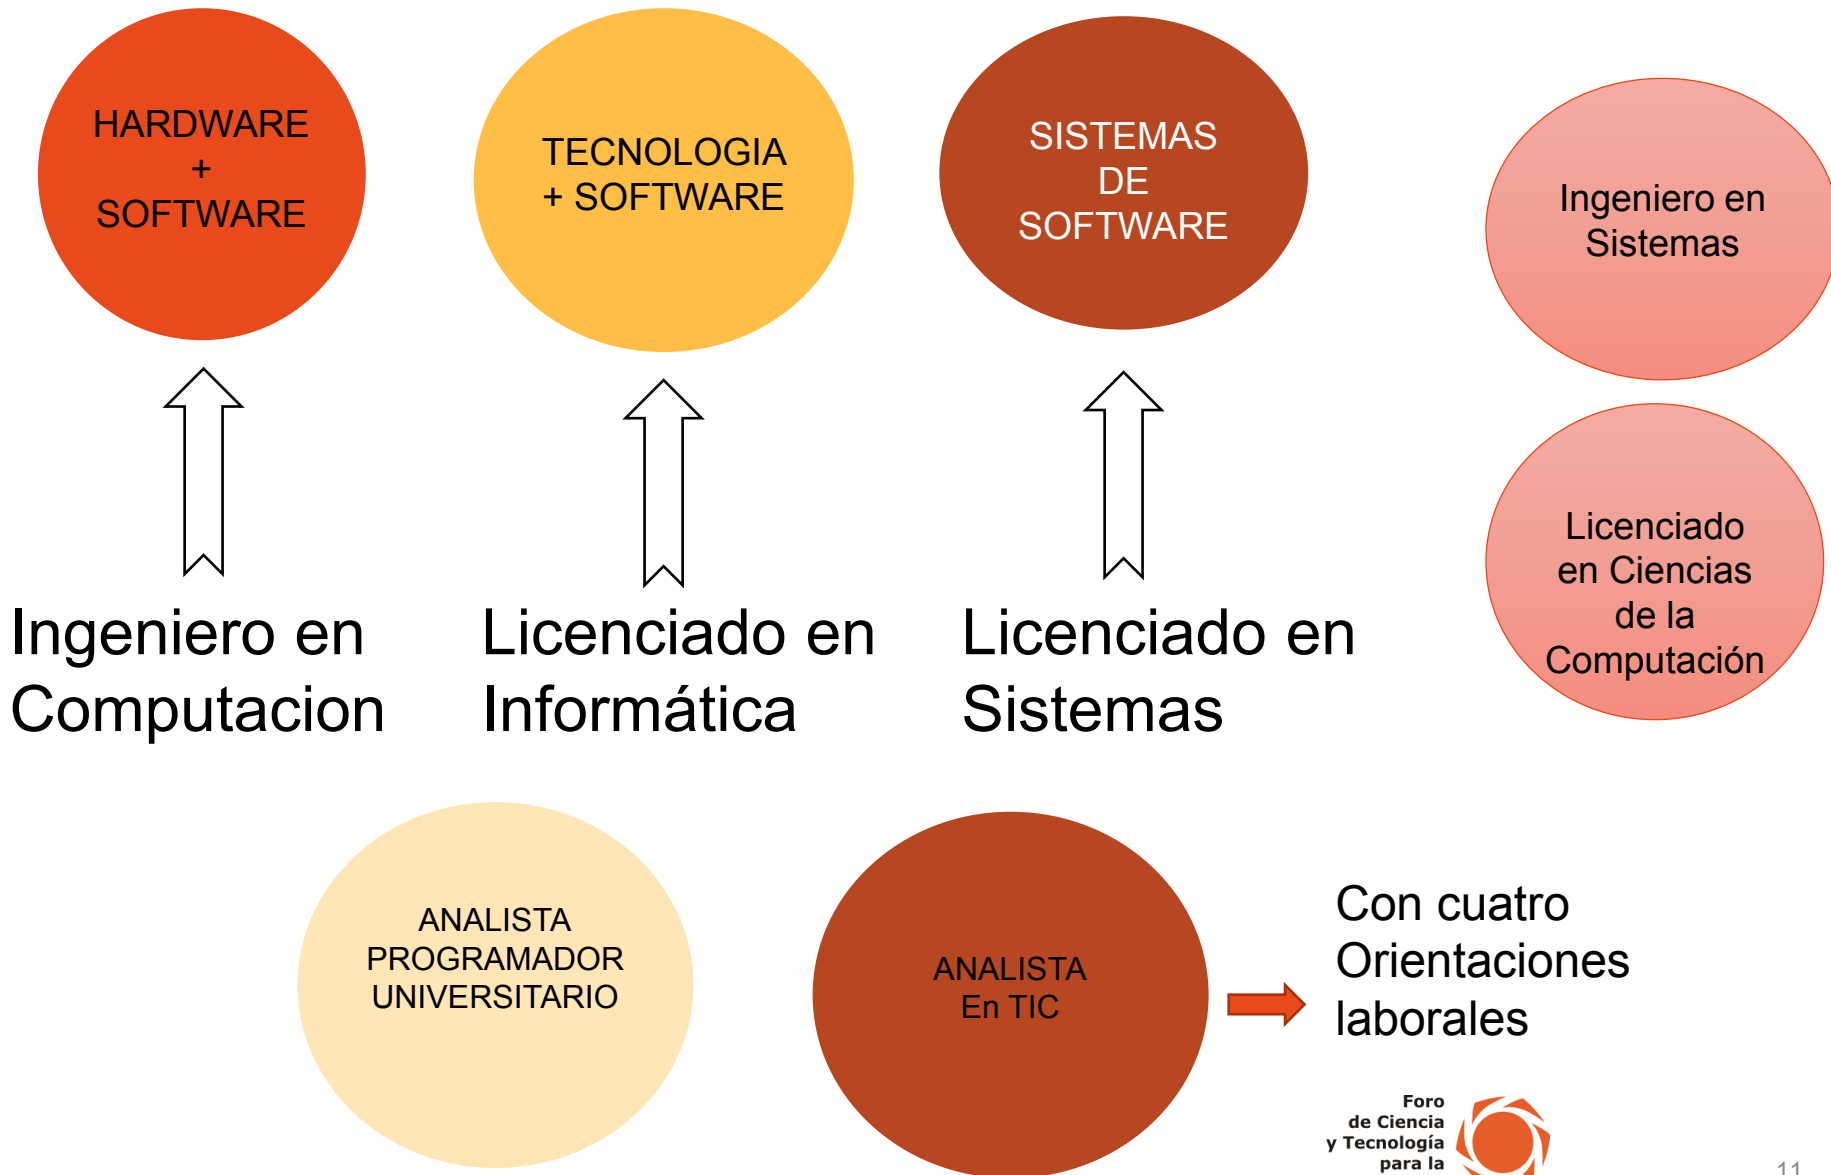 HARDWARE
+
SOFTWARE
TECNOLOGIA
+ SOFTWARE
SISTEMAS
DE
SOFTWARE
Ingeniero en
Sistemas
Licenciado
en Ciencias
de la
Computación
Ingeniero en
Computacion
Licenciado en
Informática
Licenciado en
Sistemas
ANALISTA
PROGRAMADOR
UNIVERSITARIO
ANALISTA
En TIC
Con cuatro
Orientaciones
laborales
Foro
de Ciencia
y Tecnología
para la
11